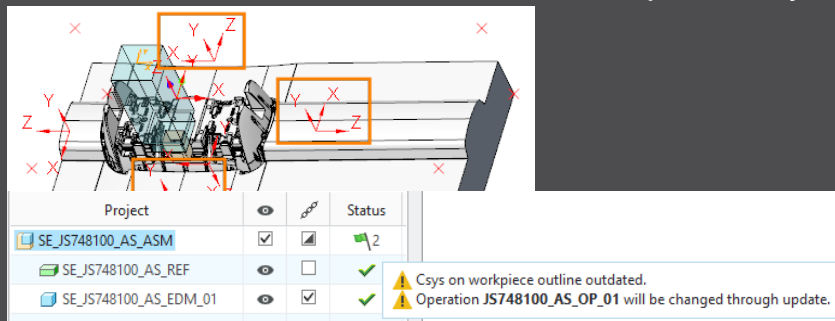 Y Z
X
Z
Y X
X
Y Z
Y
Z
X
Y
X
Project Status
SE_JS748100_AS_ASM 2
SE_JS748100_AS_REF
SE_JS748100_AS_EDM_01
Csys on workpiece outline outdated.
Operation JS748100_AS_OP_01 will be changed through update.